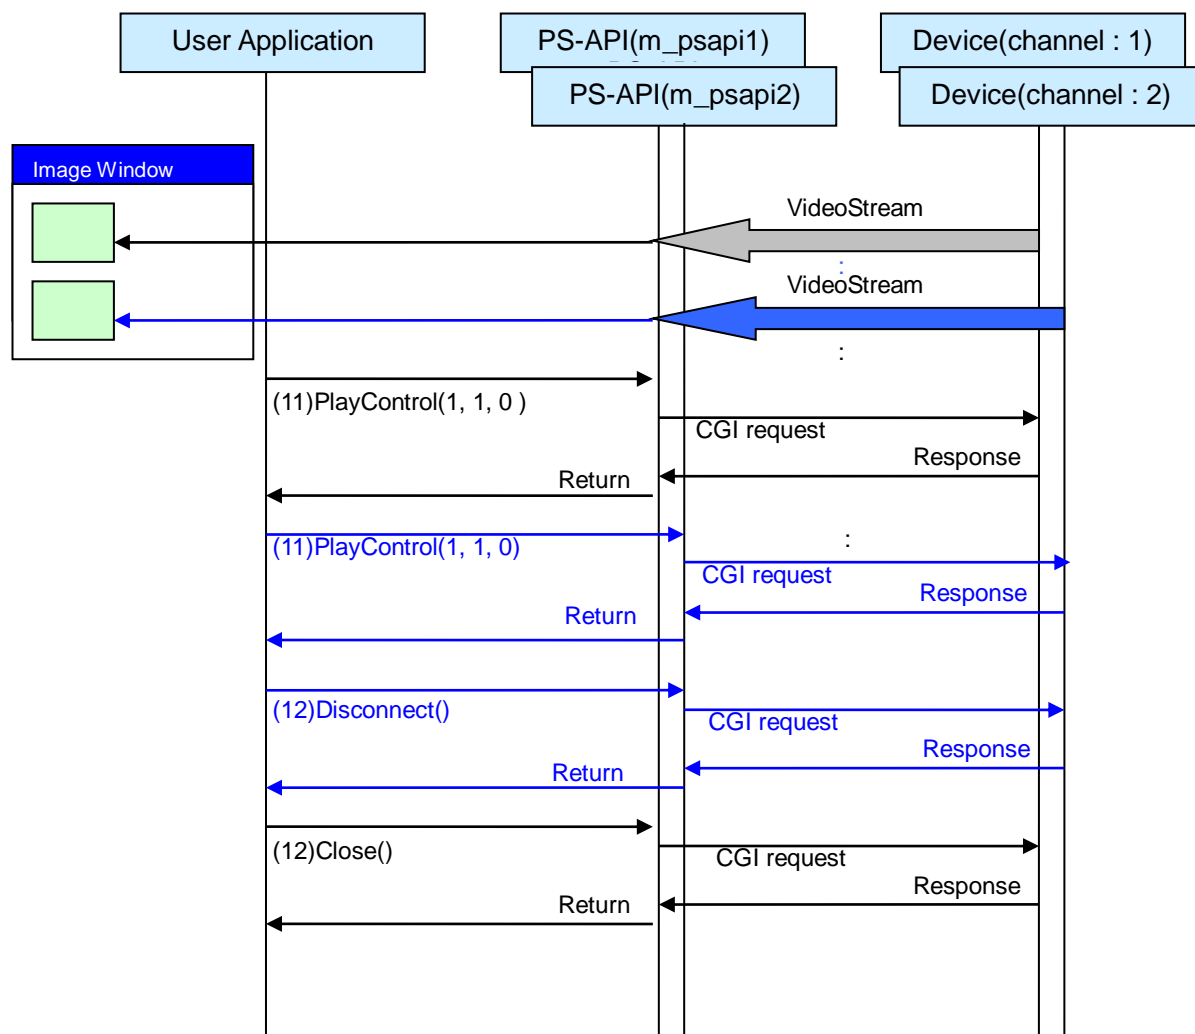 User Application
PS-API(m_psapi1)
Device(channel : 1)
PS-API(m_psapi2)
Device(channel : 2)
Image Window
VideoStream
:
VideoStream
:
(11)PlayControl(1, 1, 0 )
CGI request
Response
Return
(11)PlayControl(1, 1, 0)
:
CGI request
Response
Return
(12)Disconnect()
CGI request
Response
Return
(12)Close()
CGI request
Response
Return